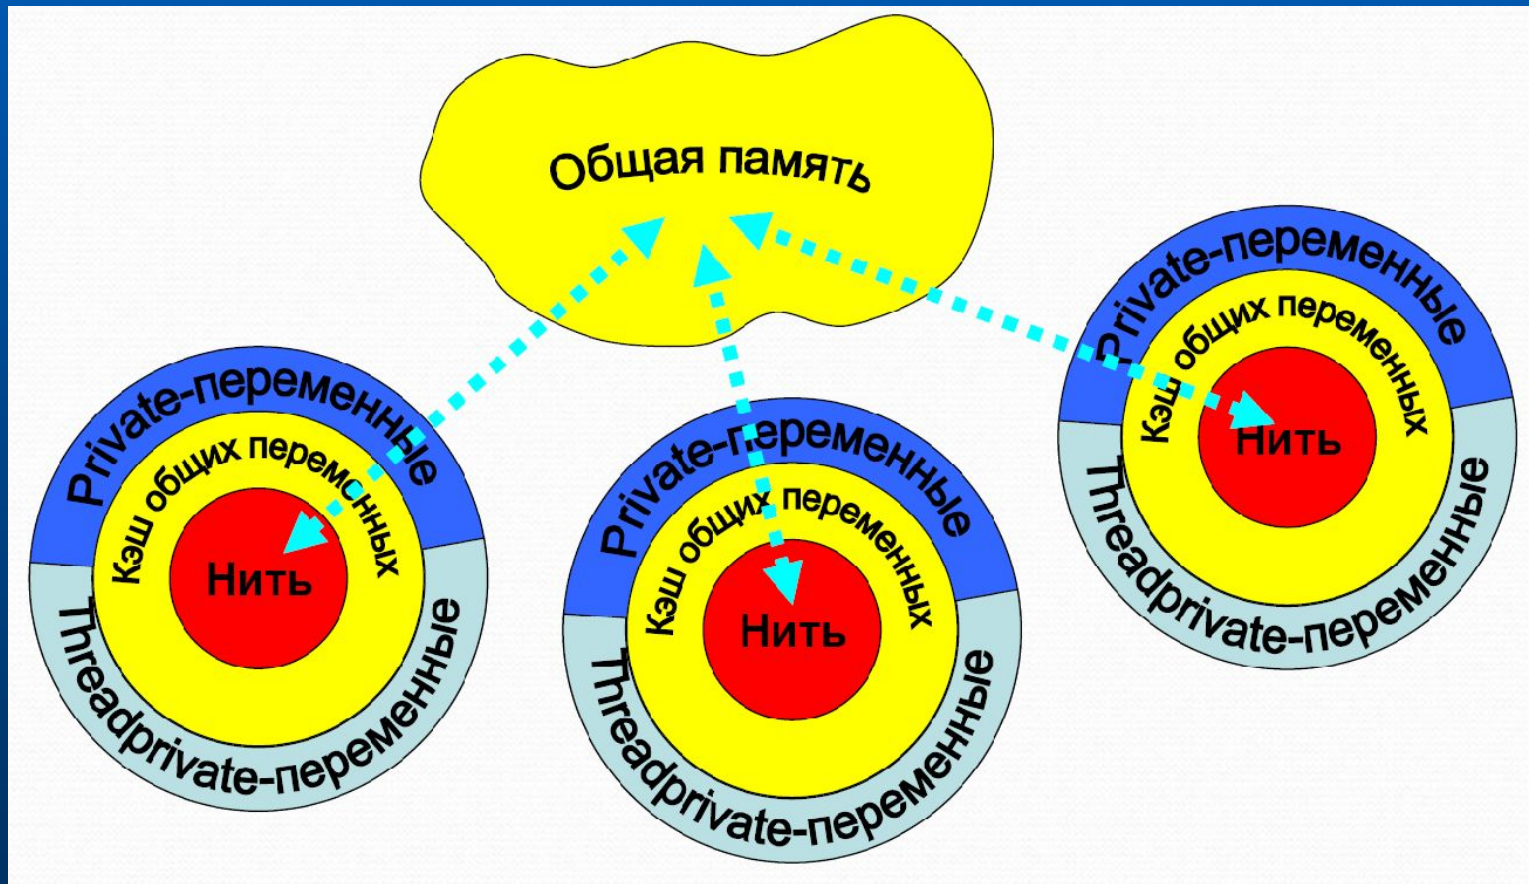 Общая память
Private-переменные
Кэш общих переменных
Нить
Threadprivate-переменные
Private-переменные
Кэш общих переменных
Нить
Threadprivate-переменные
Private-переменные
Кэш общих переменных
Нить
Threadprivate-переменные